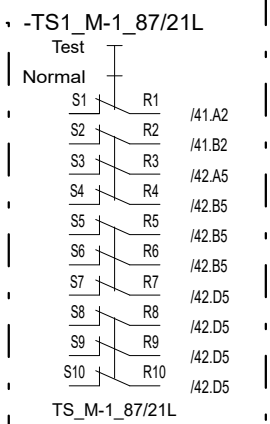 -TS1_M-1_87/21L
Test
Normal
S1 R1 /41.A2
S2 R2 /41.B2
S3 R3 /42.A5
S4 R4 /42.B5
S5 R5 /42.B5
S6 R6 /42.B5
S7 R7 /42.D5
S8 R8 /42.D5
S9 R9 /42.D5
S10 R10 /42.D5
TS_M-1_87/21L